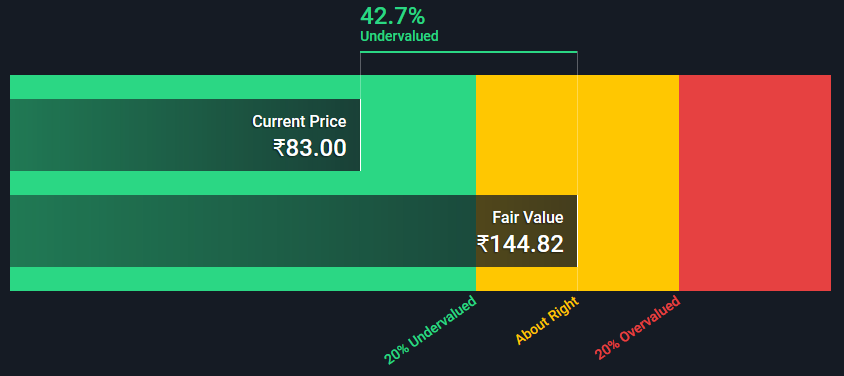 42.7%
Undervalued
Current Price
₹83.00
Fair Value
₹144.82
20% Undervalued
About Right
20% Overvalued